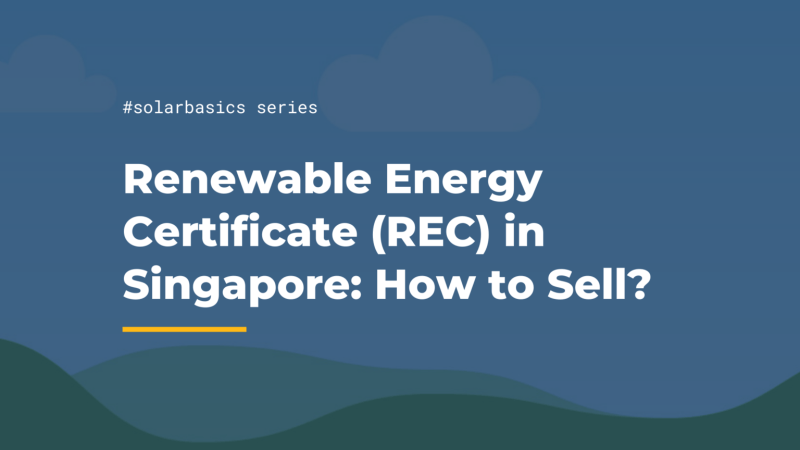 #solarbasics series
Renewable Energy
Certificate (REC) in
Singapore: How to Sell?